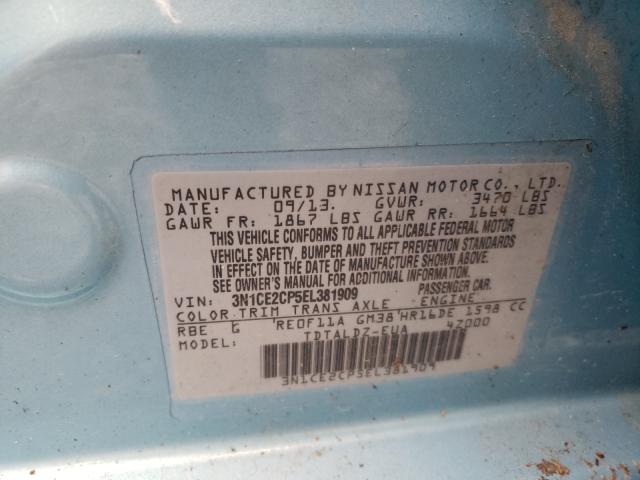 MANUFACTURED BY NISSAN MOTOR CO., LTD.
DATE: 09/13. GVWR: 3470 LBS
GAWR FR: 1867 LBS GAWR RR: 1664 LBS
THIS VEHICLE CONFORMS TO ALL APPLICABLE FEDERAL MOTOR
VEHICLE SAFETY, BUMPER AND THEFT PREVENTION STANDARDS
IN EFFECT ON THE DATE OF MANUFACTURE SHOWN ABOVE.
SEE OWNER'S MANUAL FOR ADDITIONAL INFORMATION.
VIN: 3N1CE2CP5EL381909 PASSENGER CAR.
COLOR TRIM TRANS AXLE ENGINE
RBE G RE0F11A GM38 HR16DE 1598 CC
MODEL: TDTALDZ-EUA 4Z000
3N1CE2CP5EL381909